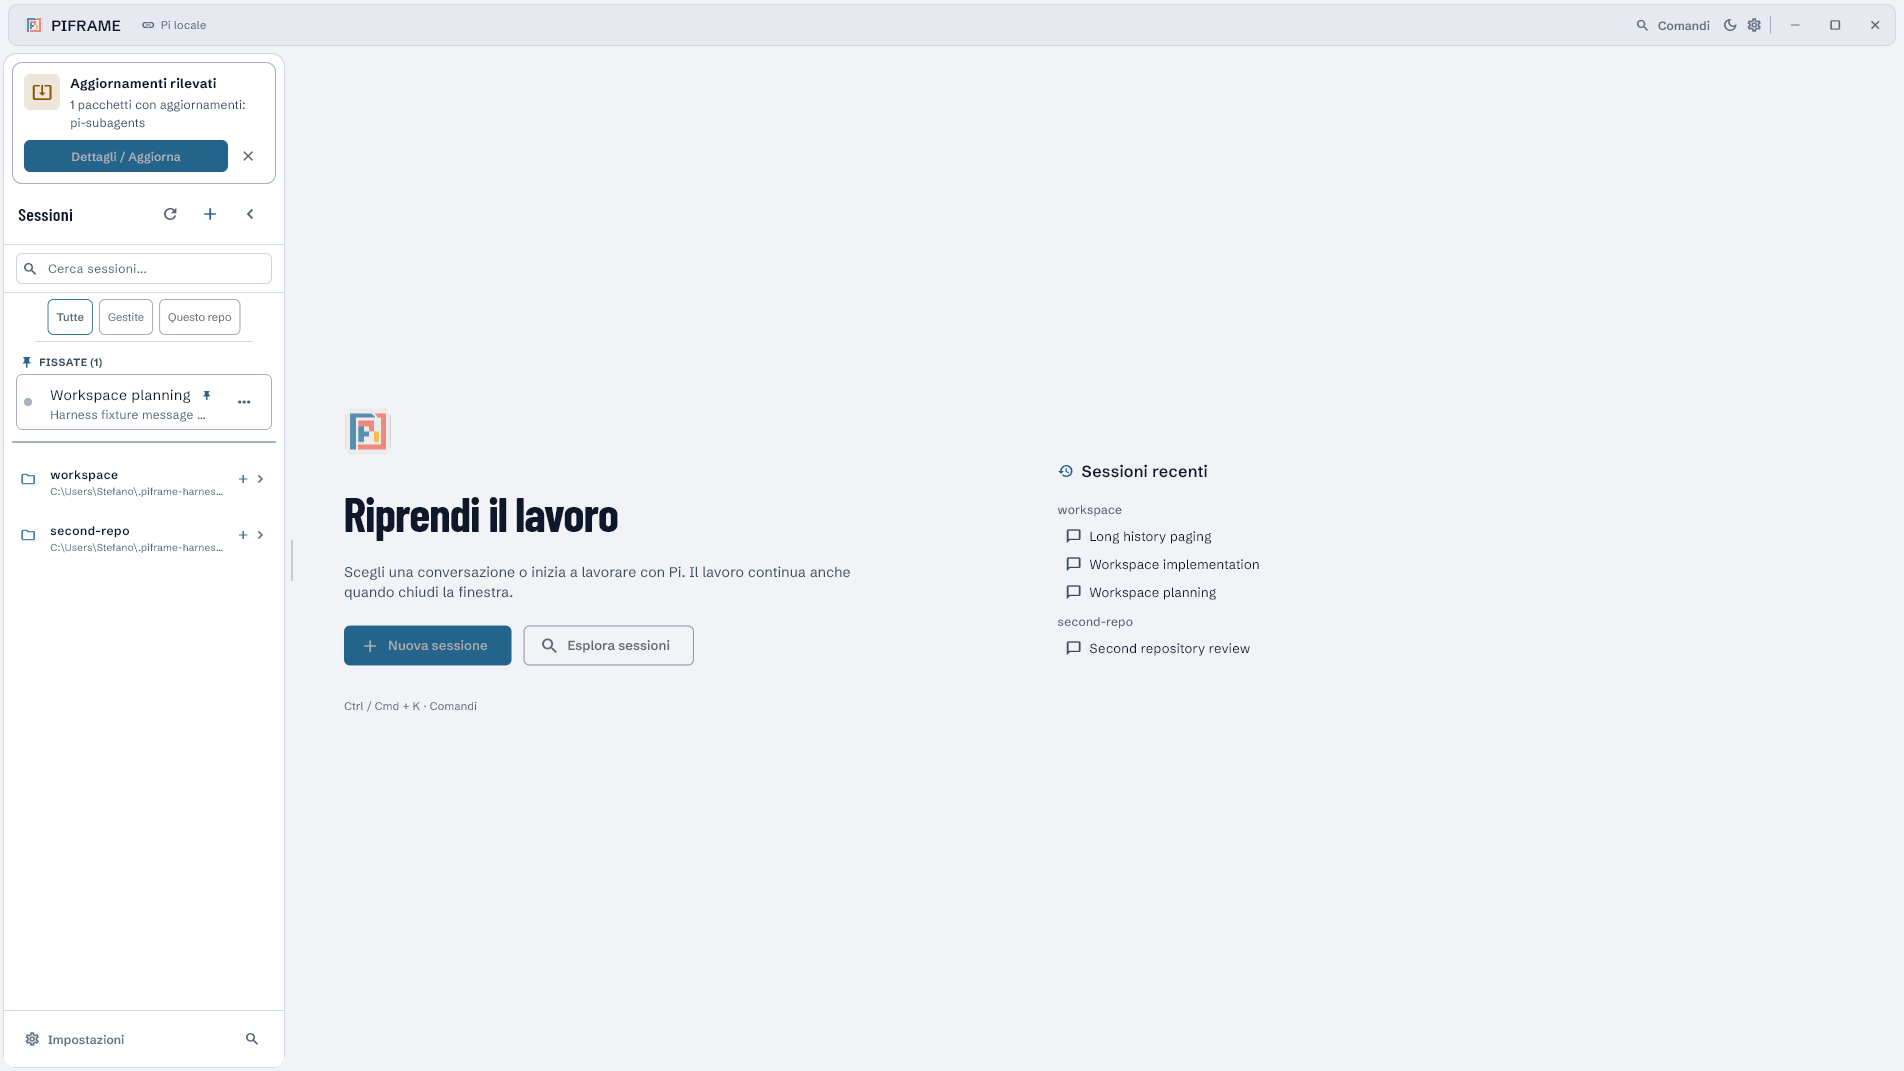 PIFRAME
Pi locale
Comandi
Aggiornamenti rilevati
1 pacchetti con aggiornamenti:
pi-subagents
Dettagli / Aggiorna
Sessioni
Cerca sessioni...
Tutte
Gestite
Questo repo
FISSATE (1)
Workspace planning
Harness fixture message ...
workspace
C:\Users\Stefano\.piframe-harnes...
second-repo
C:\Users\Stefano\.piframe-harnes...
Impostazioni
Riprendi il lavoro
Scegli una conversazione o inizia a lavorare con Pi. Il lavoro continua anche
quando chiudi la finestra.
Nuova sessione
Esplora sessioni
Ctrl / Cmd + K · Comandi
Sessioni recenti
workspace
Long history paging
Workspace implementation
Workspace planning
second-repo
Second repository review